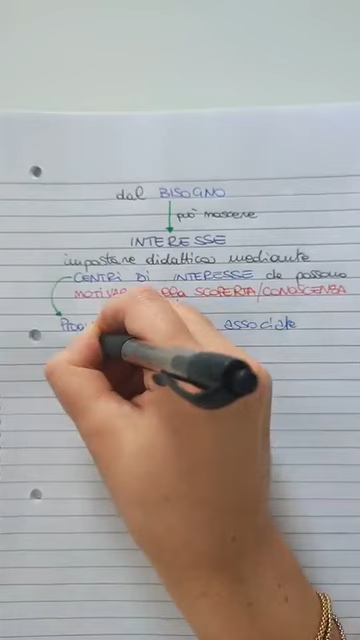 dal BISOGNO
può nascere
INTERESSE
impostare didattica mediante
CENTRI DI INTERESSE che possono
SCOPERTA/CONOSCENZA
associate